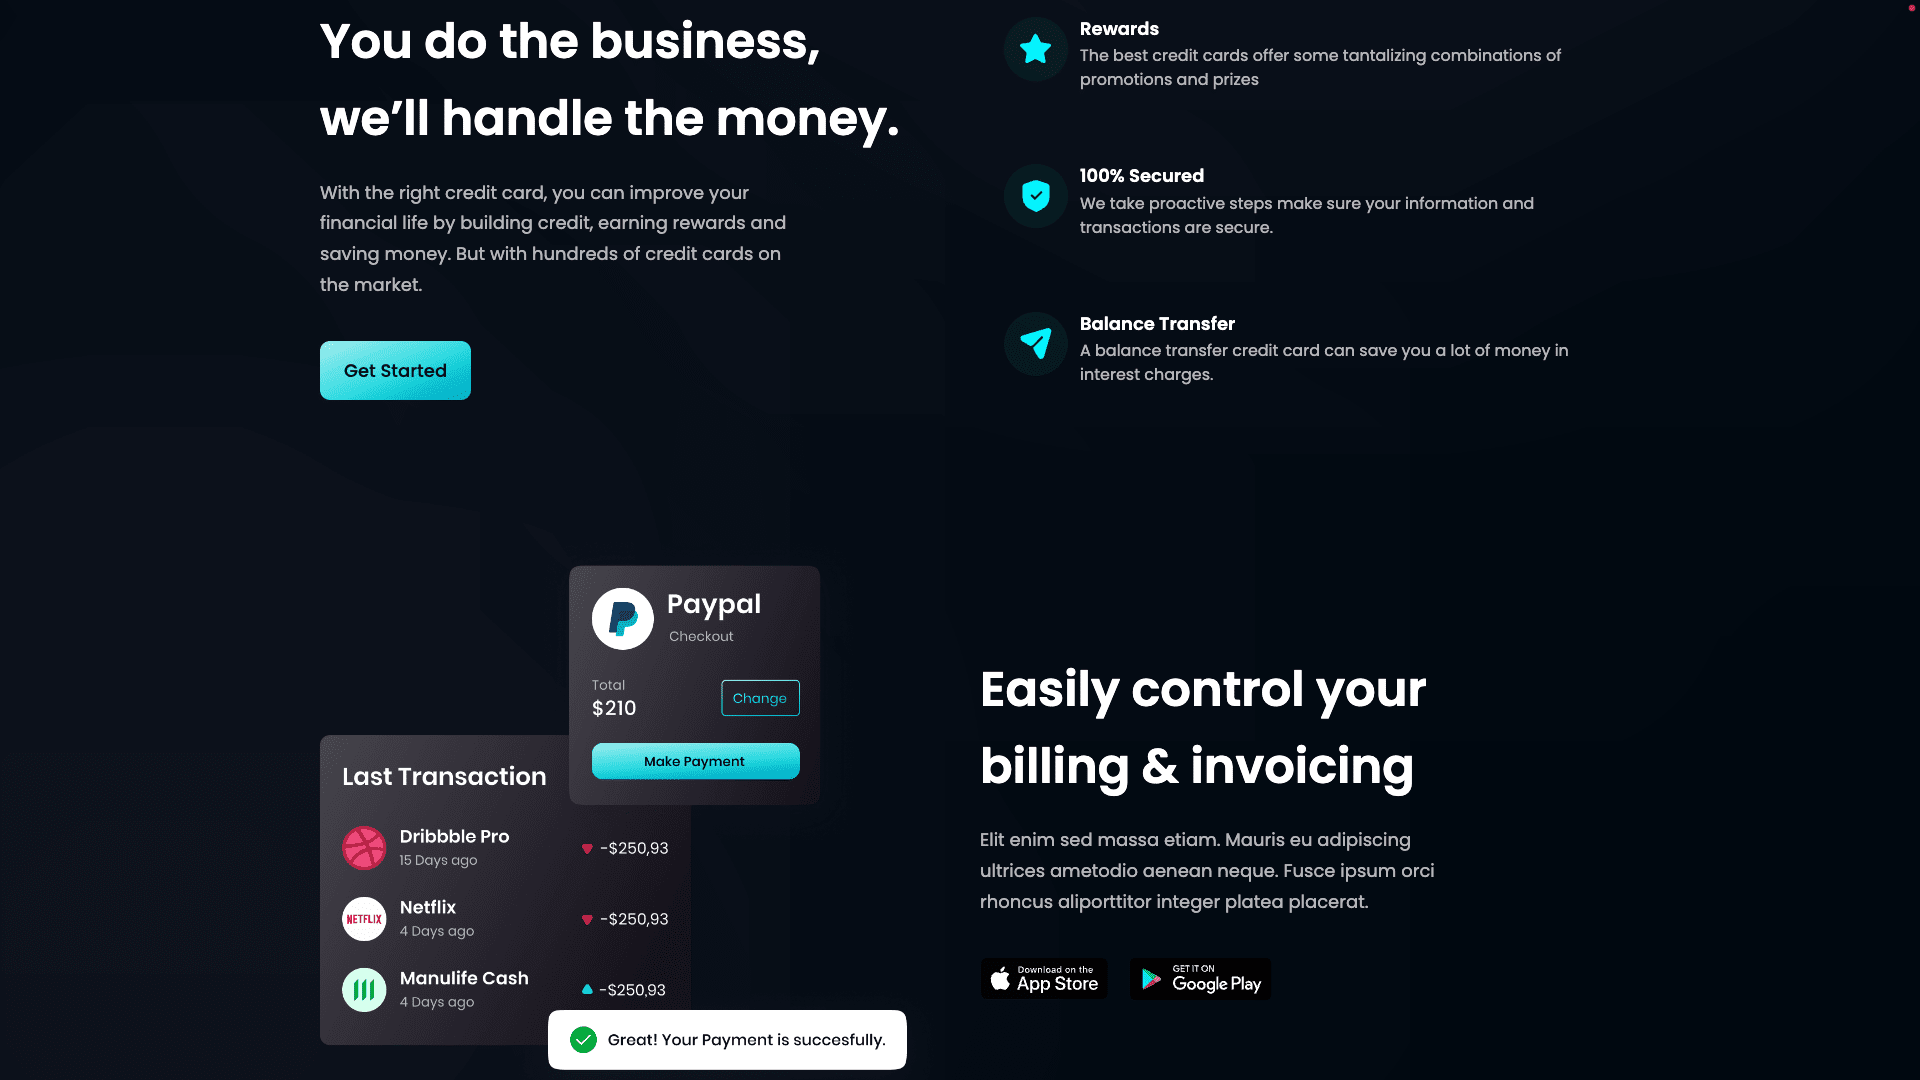 You do the business,
we’ll handle the money.
With the right credit card, you can improve your
financial life by building credit, earning rewards and
saving money. But with hundreds of credit cards on
the market.
Get Started
Rewards
The best credit cards offer some tantalizing combinations of
promotions and prizes
100% Secured
We take proactive steps make sure your information and
transactions are secure.
Balance Transfer
A balance transfer credit card can save you a lot of money in
interest charges.
Paypal
Checkout
Total
$210
Change
Make Payment
Last Transaction
Dribbble Pro
15 Days ago
-$250,93
NETFLIX
Netflix
4 Days ago
-$250,93
Manulife Cash
4 Days ago
-$250,93
Great! Your Payment is succesfully.
Easily control your
billing & invoicing
Elit enim sed massa etiam. Mauris eu adipiscing
ultrices ametodio aenean neque. Fusce ipsum orci
rhoncus aliporttitor integer platea placerat.
Download on the
App Store
GET IT ON
Google Play